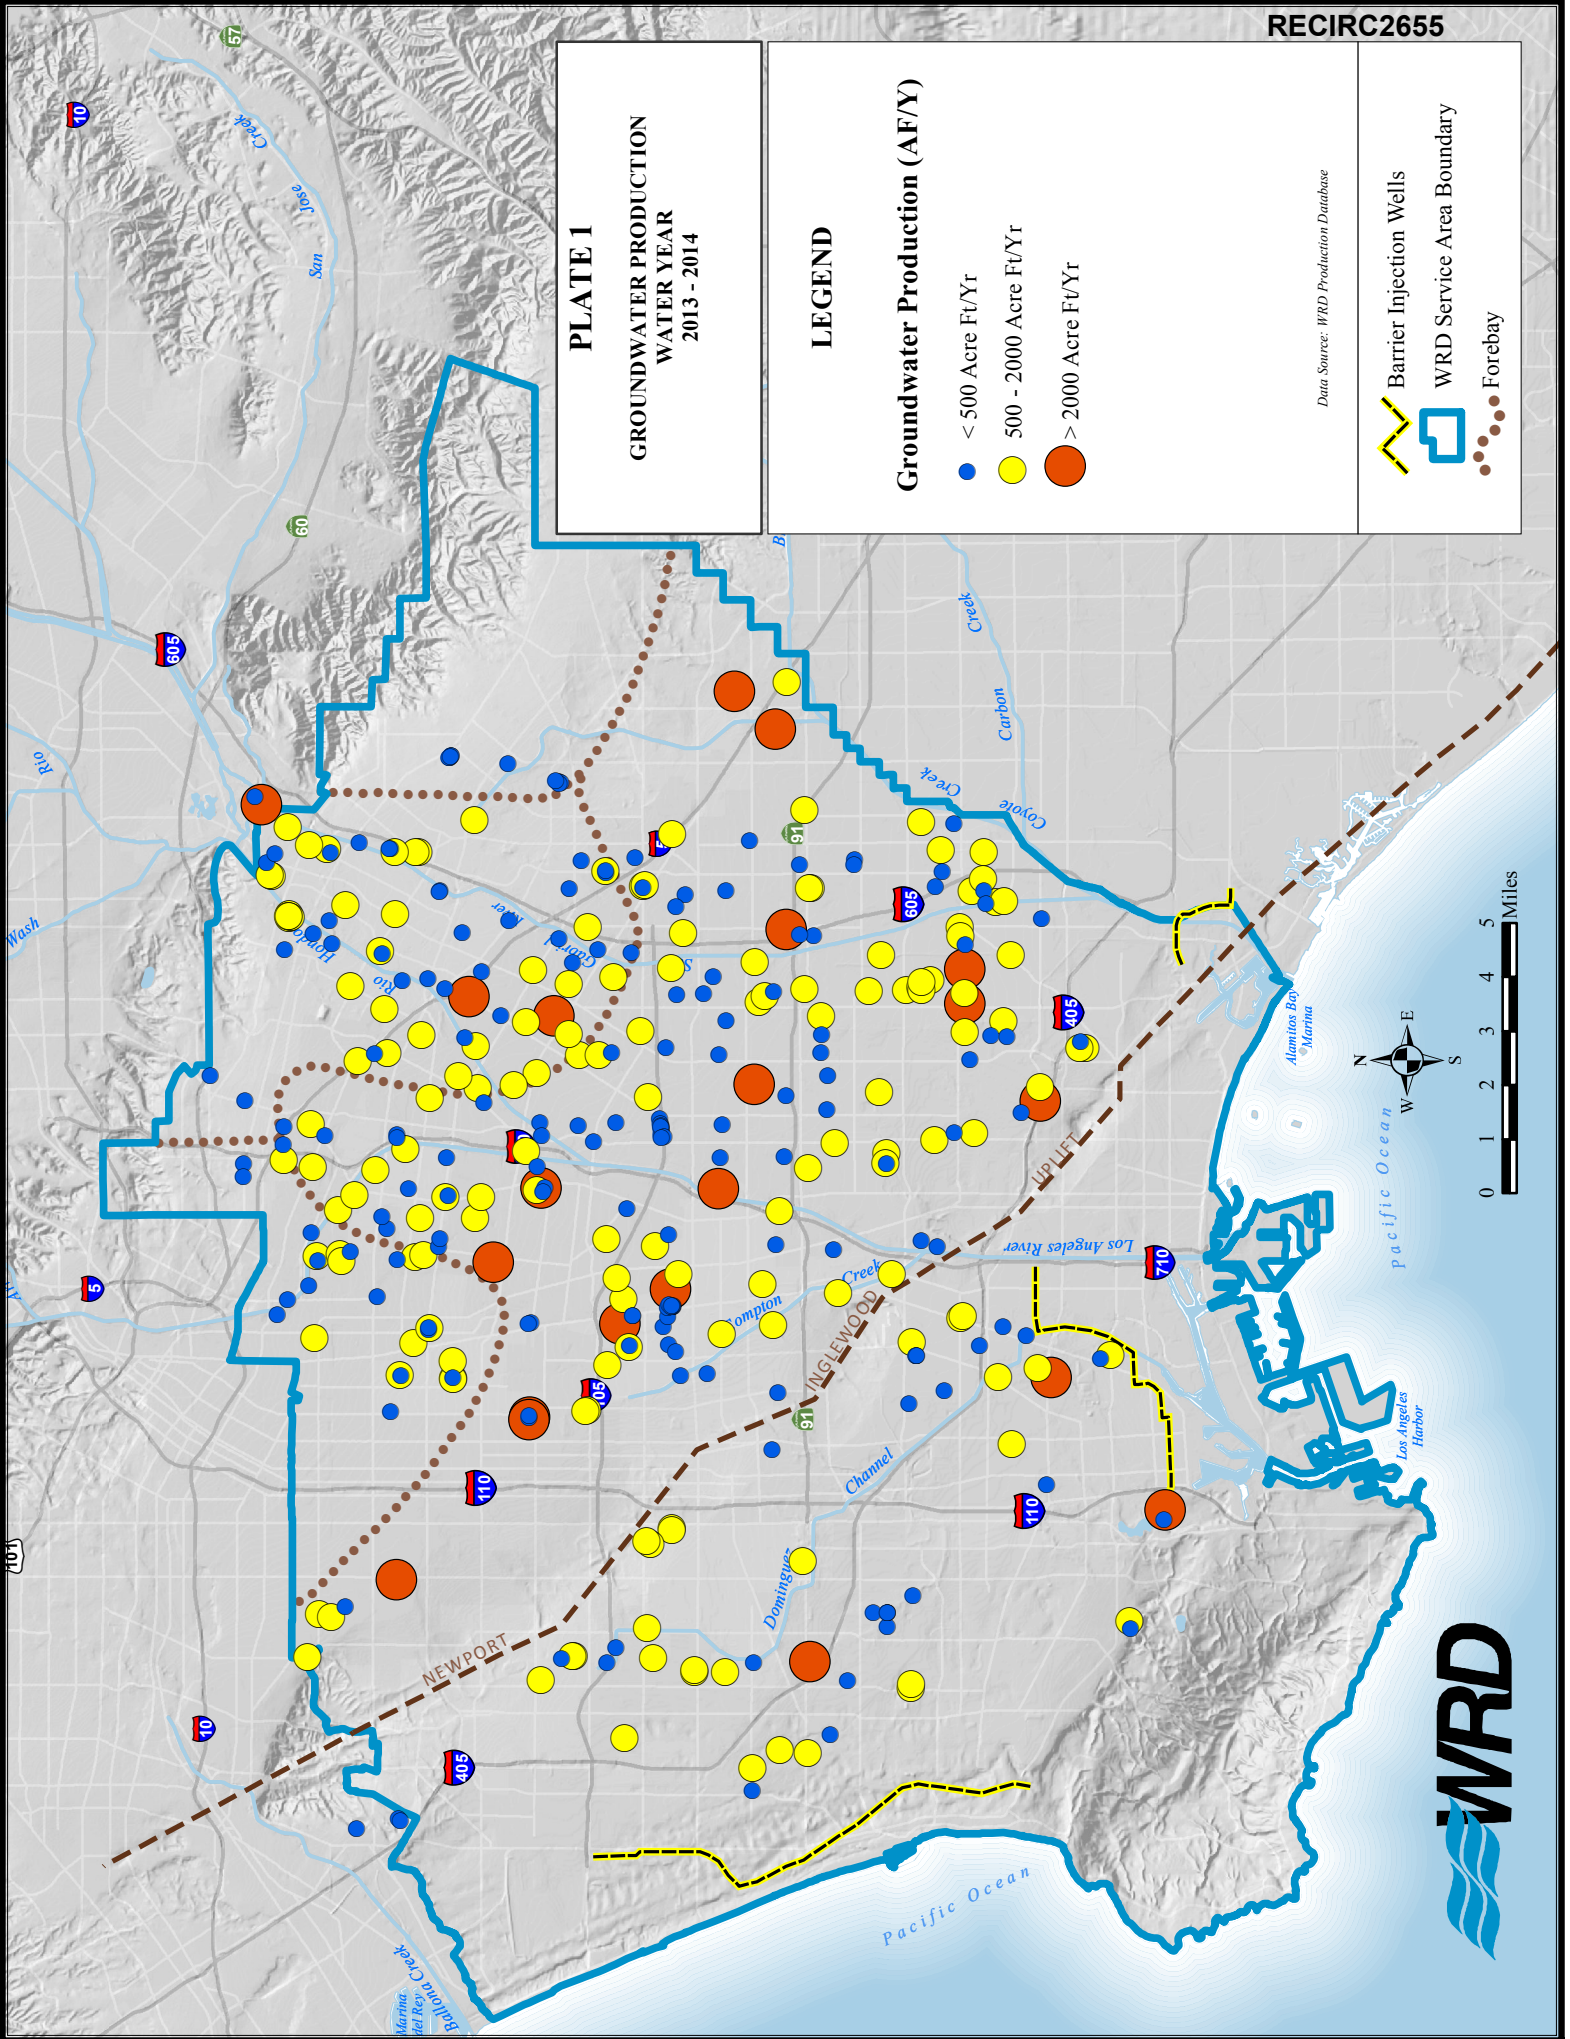 RECIRC2655
PLATE 1
GROUNDWATER PRODUCTION
WATER YEAR
2013 - 2014
LEGEND
Groundwater Production (AF/Y)
< 500 Acre Ft/Yr
500 - 2000 Acre Ft/Yr
> 2000 Acre Ft/Yr
Data Source: WRD Production Database
Barrier Injection Wells
WRD Service Area Boundary
Forebay
57
10
60
605
5
101
10
405
110
105
5
91
605
405
710
91
110
San
Jose
Creek
Rio
Wash
Rio
Hondo
River
Gabriel
S
Creek
Carbon
Coyote
Creek
Los Angeles River
Compton
Creek
Dominguez
Channel
Ballona Creek
Marina
del Rey
NEWPORT
INGLEWOOD
UPLIFT
Alamitos Bay
Marina
Los Angeles
Harbor
Pacific Ocean
Pacific Ocean
N
W
E
S
0
1
2
3
4
5
Miles
WRD